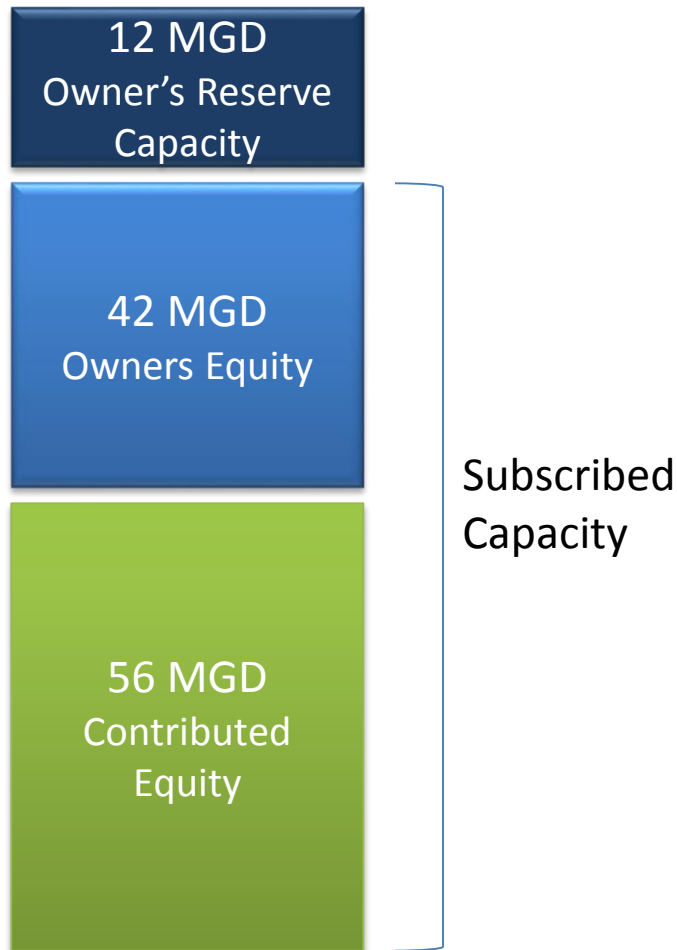 12 MGD
Owner’s Reserve
Capacity
42 MGD
Owners Equity
Subscribed
Capacity
56 MGD
Contributed
Equity